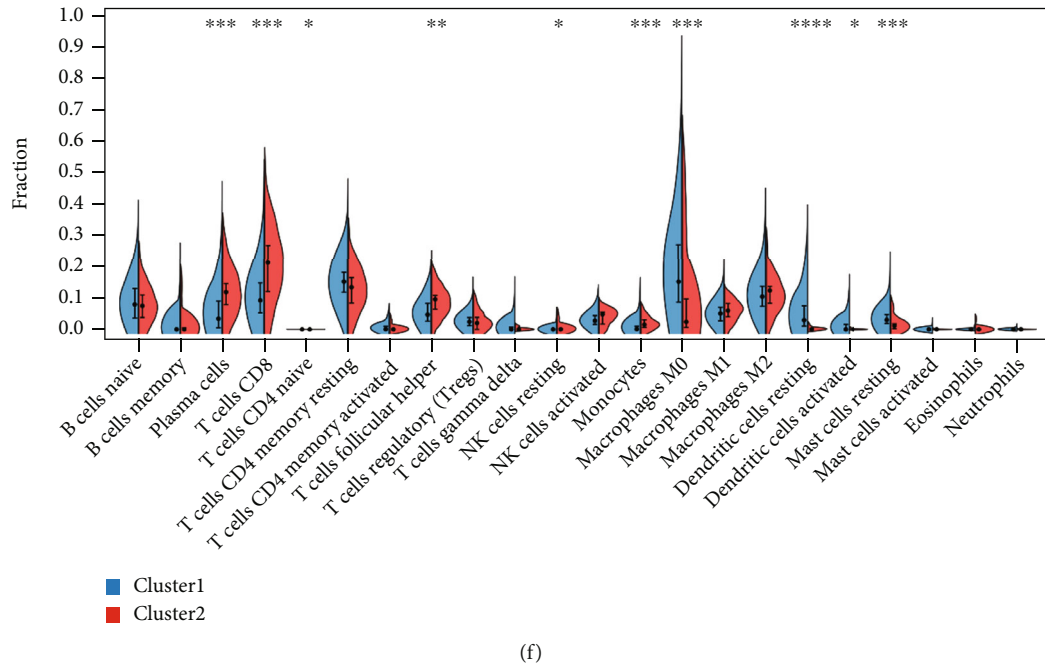 *** *** * ** * *** *** **** * ***
1.0
0.9
0.8
0.7
0.6
0.5
0.4
0.3
0.2
0.1
0.0
Fraction
B cells naive
B cells memory
Plasma cells
T cells CD8
T cells CD4 naive
T cells CD4 memory resting
T cells CD4 memory activated
T cells follicular helper
T cells regulatory (Tregs)
T cells gamma delta
NK cells resting
NK cells activated
Monocytes
Macrophages M0
Macrophages M1
Macrophages M2
Dendritic cells resting
Dendritic cells activated
Mast cells resting
Mast cells activated
Eosinophils
Neutrophils
Cluster1
Cluster2
(f)